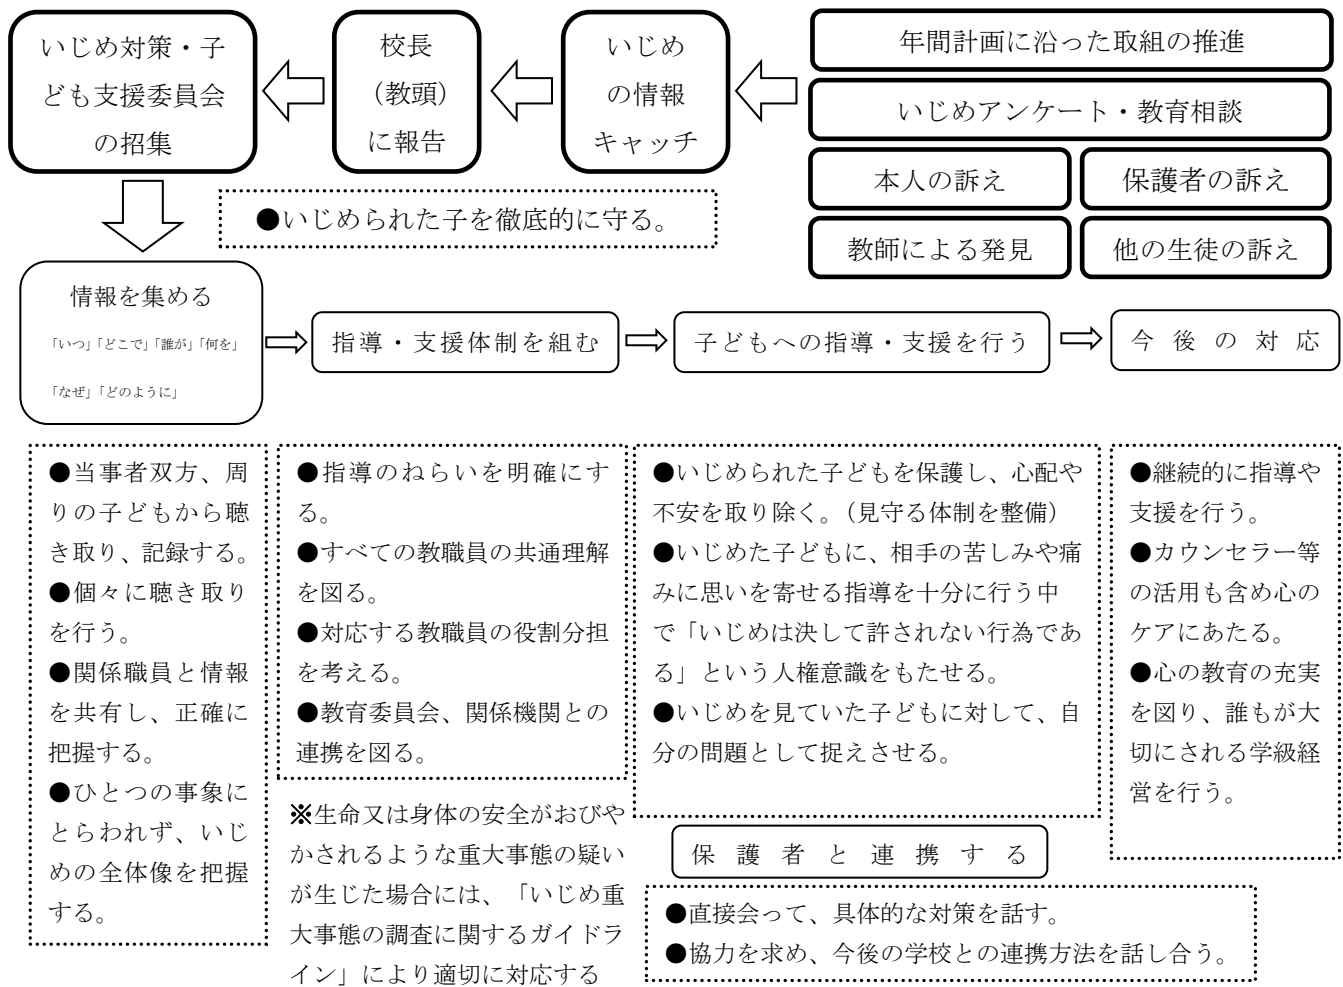 いじめ対策・子
ども支援委員会
の招集
校長
（教頭）
に報告
いじめ
の情報
キャッチ
年間計画に沿った取組の推進
いじめアンケート・教育相談
本人の訴え
保護者の訴え
教師による発見
他の生徒の訴え
●いじめられた子を徹底的に守る。
情報を集める
「いつ」「どこで」「誰が」「何を」
「なぜ」「どのように」
指導・支援体制を組む
子どもへの指導・支援を行う
今後の対応
●当事者双方、周
りの子どもから聴
き取り、記録する。
●個々に聴き取り
を行う。
●関係職員と情報
を共有し、正確に
把握する。
●ひとつの事象に
とらわれず、いじ
めの全体像を把握
する。
●指導のねらいを明確にす
る。
●すべての教職員の共通理解
を図る。
●対応する教職員の役割分担
を考える。
●教育委員会、関係機関との
連携を図る。
※生命又は身体の安全がおびや
かされるような重大事態の疑い
が生じた場合には、「いじめ重
大事態の調査に関するガイドラ
イン」により適切に対応する
●いじめられた子どもを保護し、心配や
不安を取り除く。（見守る体制を整備）
●いじめた子どもに、相手の苦しみや痛
みに思いを寄せる指導を十分に行う中
で「いじめは決して許されない行為であ
る」という人権意識をもたせる。
●いじめを見ていた子どもに対して、自
分の問題として捉えさせる。
保護者と連携する
●直接会って、具体的な対策を話す。
●協力を求め、今後の学校との連携方法を話し合う。
●継続的に指導や
支援を行う。
●カウンセラー等
の活用も含め心の
ケアにあたる。
●心の教育の充実
を図り、誰もが大
切にされる学級経
営を行う。